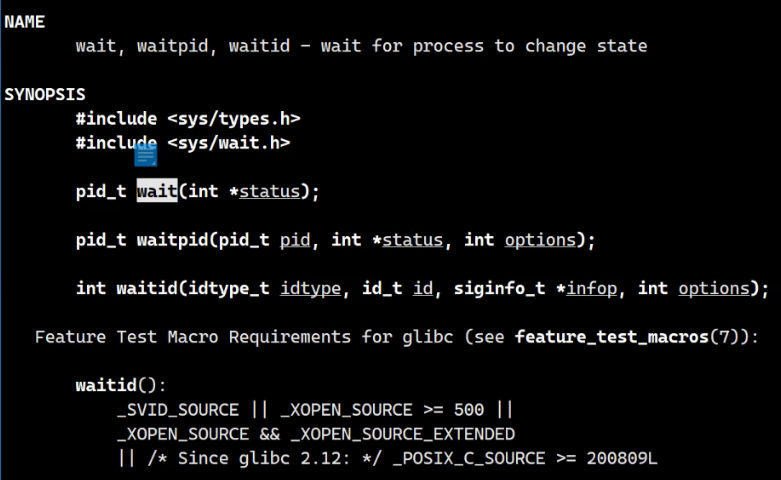 NAME
wait, waitpid, waitid - wait for process to change state
SYNOPSIS
#include <sys/types.h>
#include <sys/wait.h>
pid_t wait(int *status);
pid_t waitpid(pid_t pid, int *status, int options);
int waitid(idtype_t idtype, id_t id, siginfo_t *infop, int options);
Feature Test Macro Requirements for glibc (see feature_test_macros(7)):
waitid():
_SVID_SOURCE || _XOPEN_SOURCE >= 500 ||
_XOPEN_SOURCE && _XOPEN_SOURCE_EXTENDED
|| /* Since glibc 2.12: */ _POSIX_C_SOURCE >= 200809L